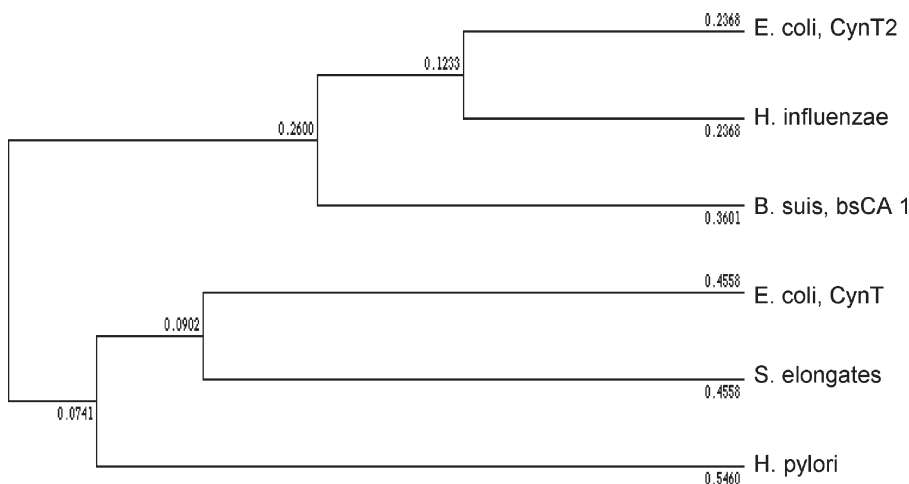 0.2368
E. coli, CynT2
0.1233
H. influenzae
0.2368
0.2600
B. suis, bsCA 1
0.3601
0.4558
E. coli, CynT
0.0902
S. elongates
0.4558
0.0741
H. pylori
0.5460